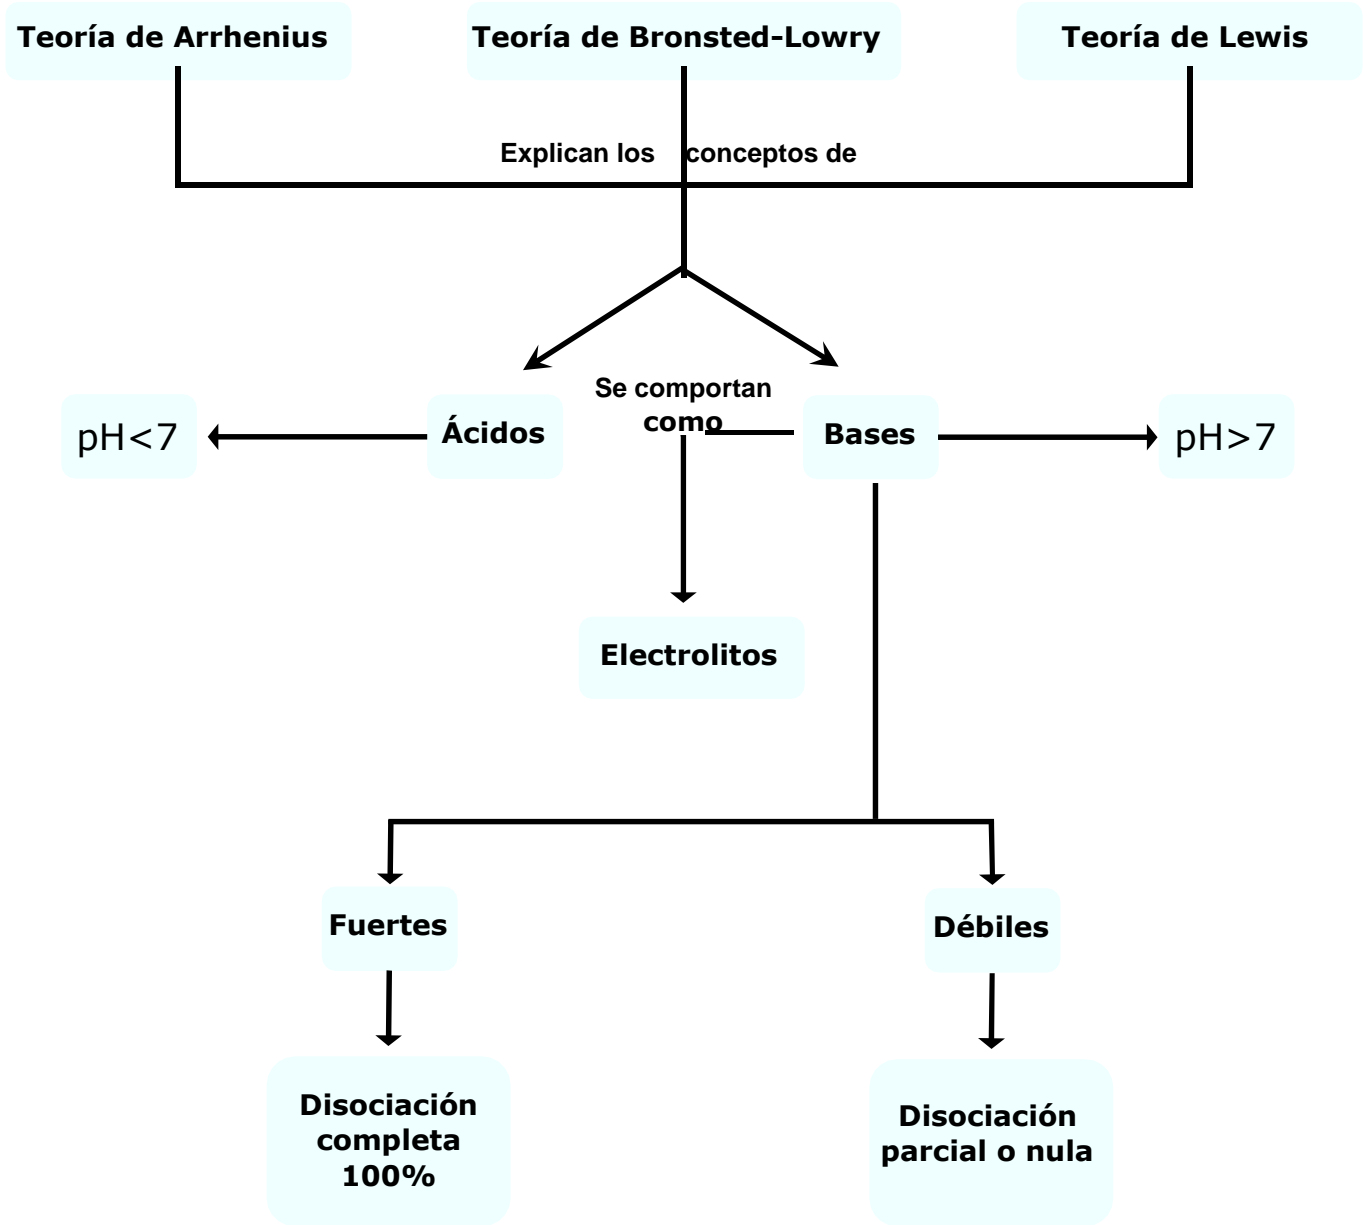 Teoría de Arrhenius
Teoría de Bronsted-Lowry
Teoría de Lewis
Explican los conceptos de
Se comportan
como
pH<7
Ácidos
Bases
pH>7
Electrolitos
Fuertes
Débiles
Disociación
completa
100%
Disociación
parcial o nula